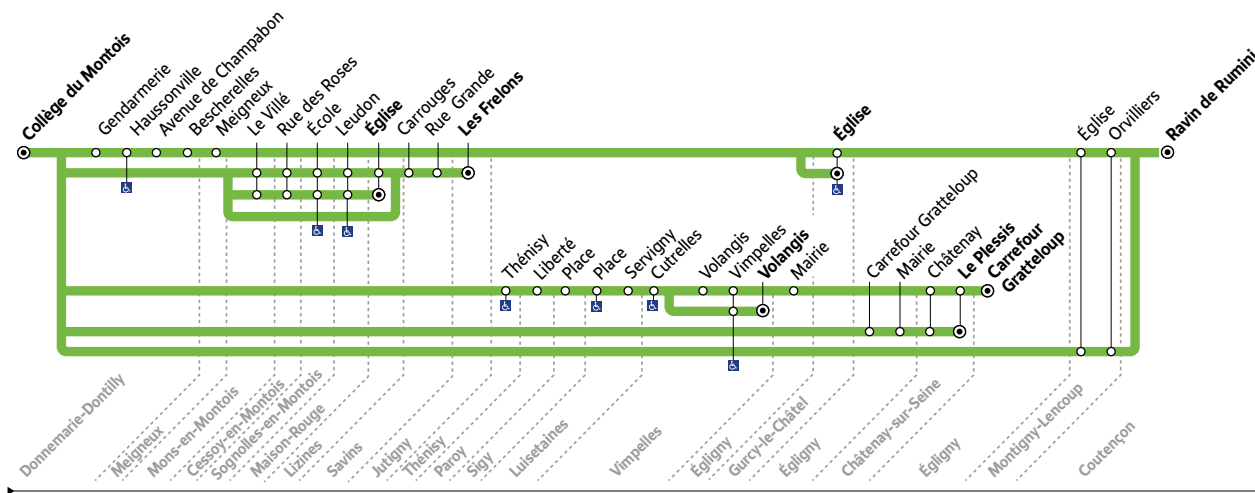 Collège du Montois
Gendarmerie
Haussonville
Avenue de Champabon
Bescherelles
Meigneux
Le Villé
Rue des Roses
École
Leudon
Église
Carrouges
Rue Grande
Les Frelons
Église
Église
Orvilliers
Ravin de Rumini
Thénisy
Liberté
Place
Place
Servigny
Cutrelles
Volangis
Vimpelles
Volangis
Mairie
Carrefour Gratteloup
Mairie
Châtenay
Le Plessis
Carrefour
Gratteloup
Donnemarie-Dontilly
Meigneux
Mons-en-Montois
Cessoy-en-Montois
Sognolles-en-Montois
Maison-Rouge
Lizines
Savins
Jutigny
Thénisy
Paroy
Sigy
Luisetaines
Vimpelles
Égligny
Gurcy-le-Châtel
Égligny
Châtenay-sur-Seine
Égligny
Montigny-Lencoup
Coutençon